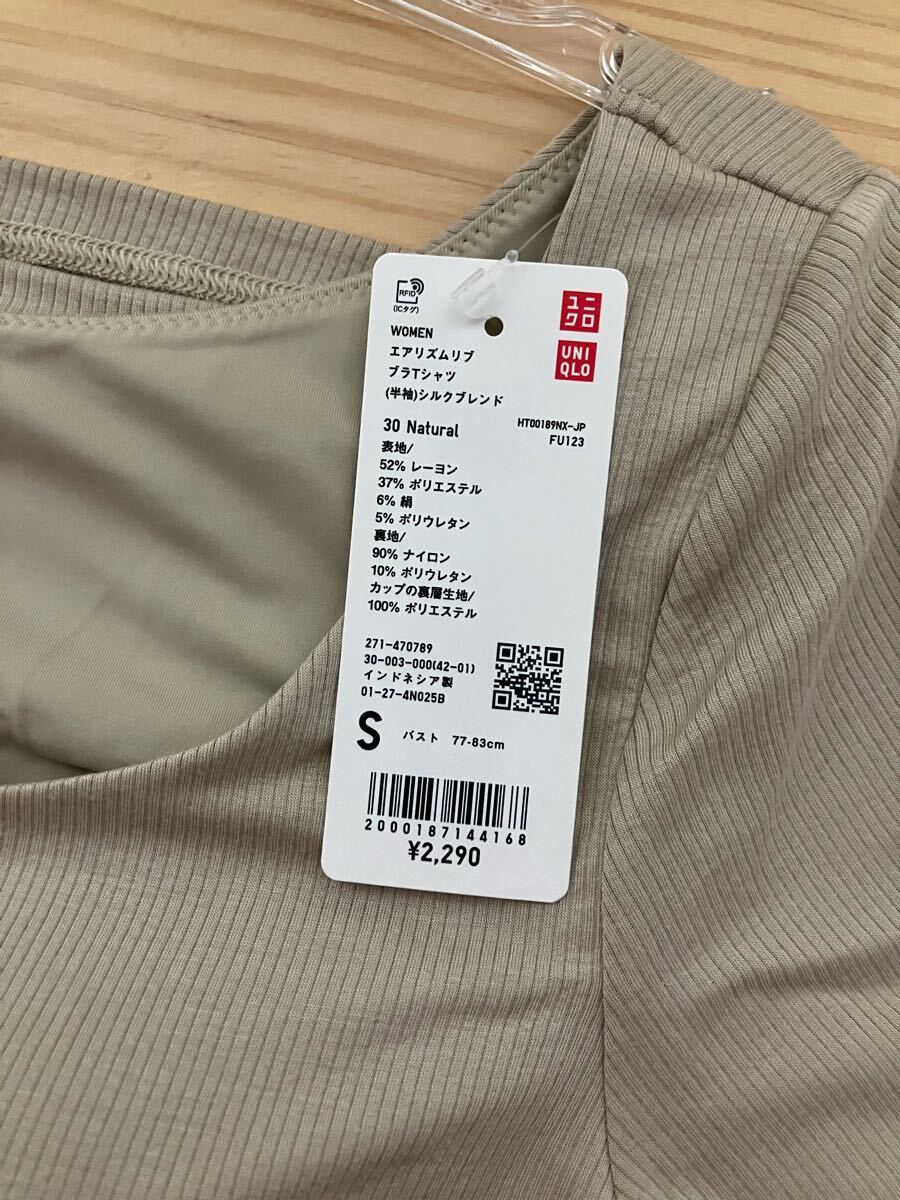 RFID
(ICタグ)
ユニ
クロ
UNI
QLO
WOMEN
エアリズムリブ
ブラTシャツ
(半袖)シルクブレンド
30 Natural
HT00189NX-JP
FU123
表地/
52% レーヨン
37% ポリエステル
6% 絹
5% ポリウレタン
裏地/
90% ナイロン
10% ポリウレタン
カップの裏層生地/
100% ポリエステル
271-470789
30-003-000(42-01)
インドネシア製
01-27-4N025B
S バスト 77-83cm
2000187144168
¥2,290